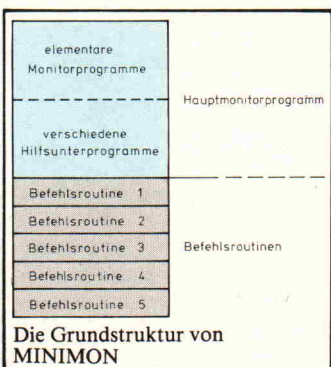 elementare
Monitorprogramme
Hauptmonitorprogramm
verschiedene
Hilfsunterprogramme
Befehlsroutine 1
Befehlsroutine 2
Befehlsroutine 3
Befehlsroutinen
Befehlsroutine 4
Befehlsroutine 5
Die Grundstruktur von
MINIMON